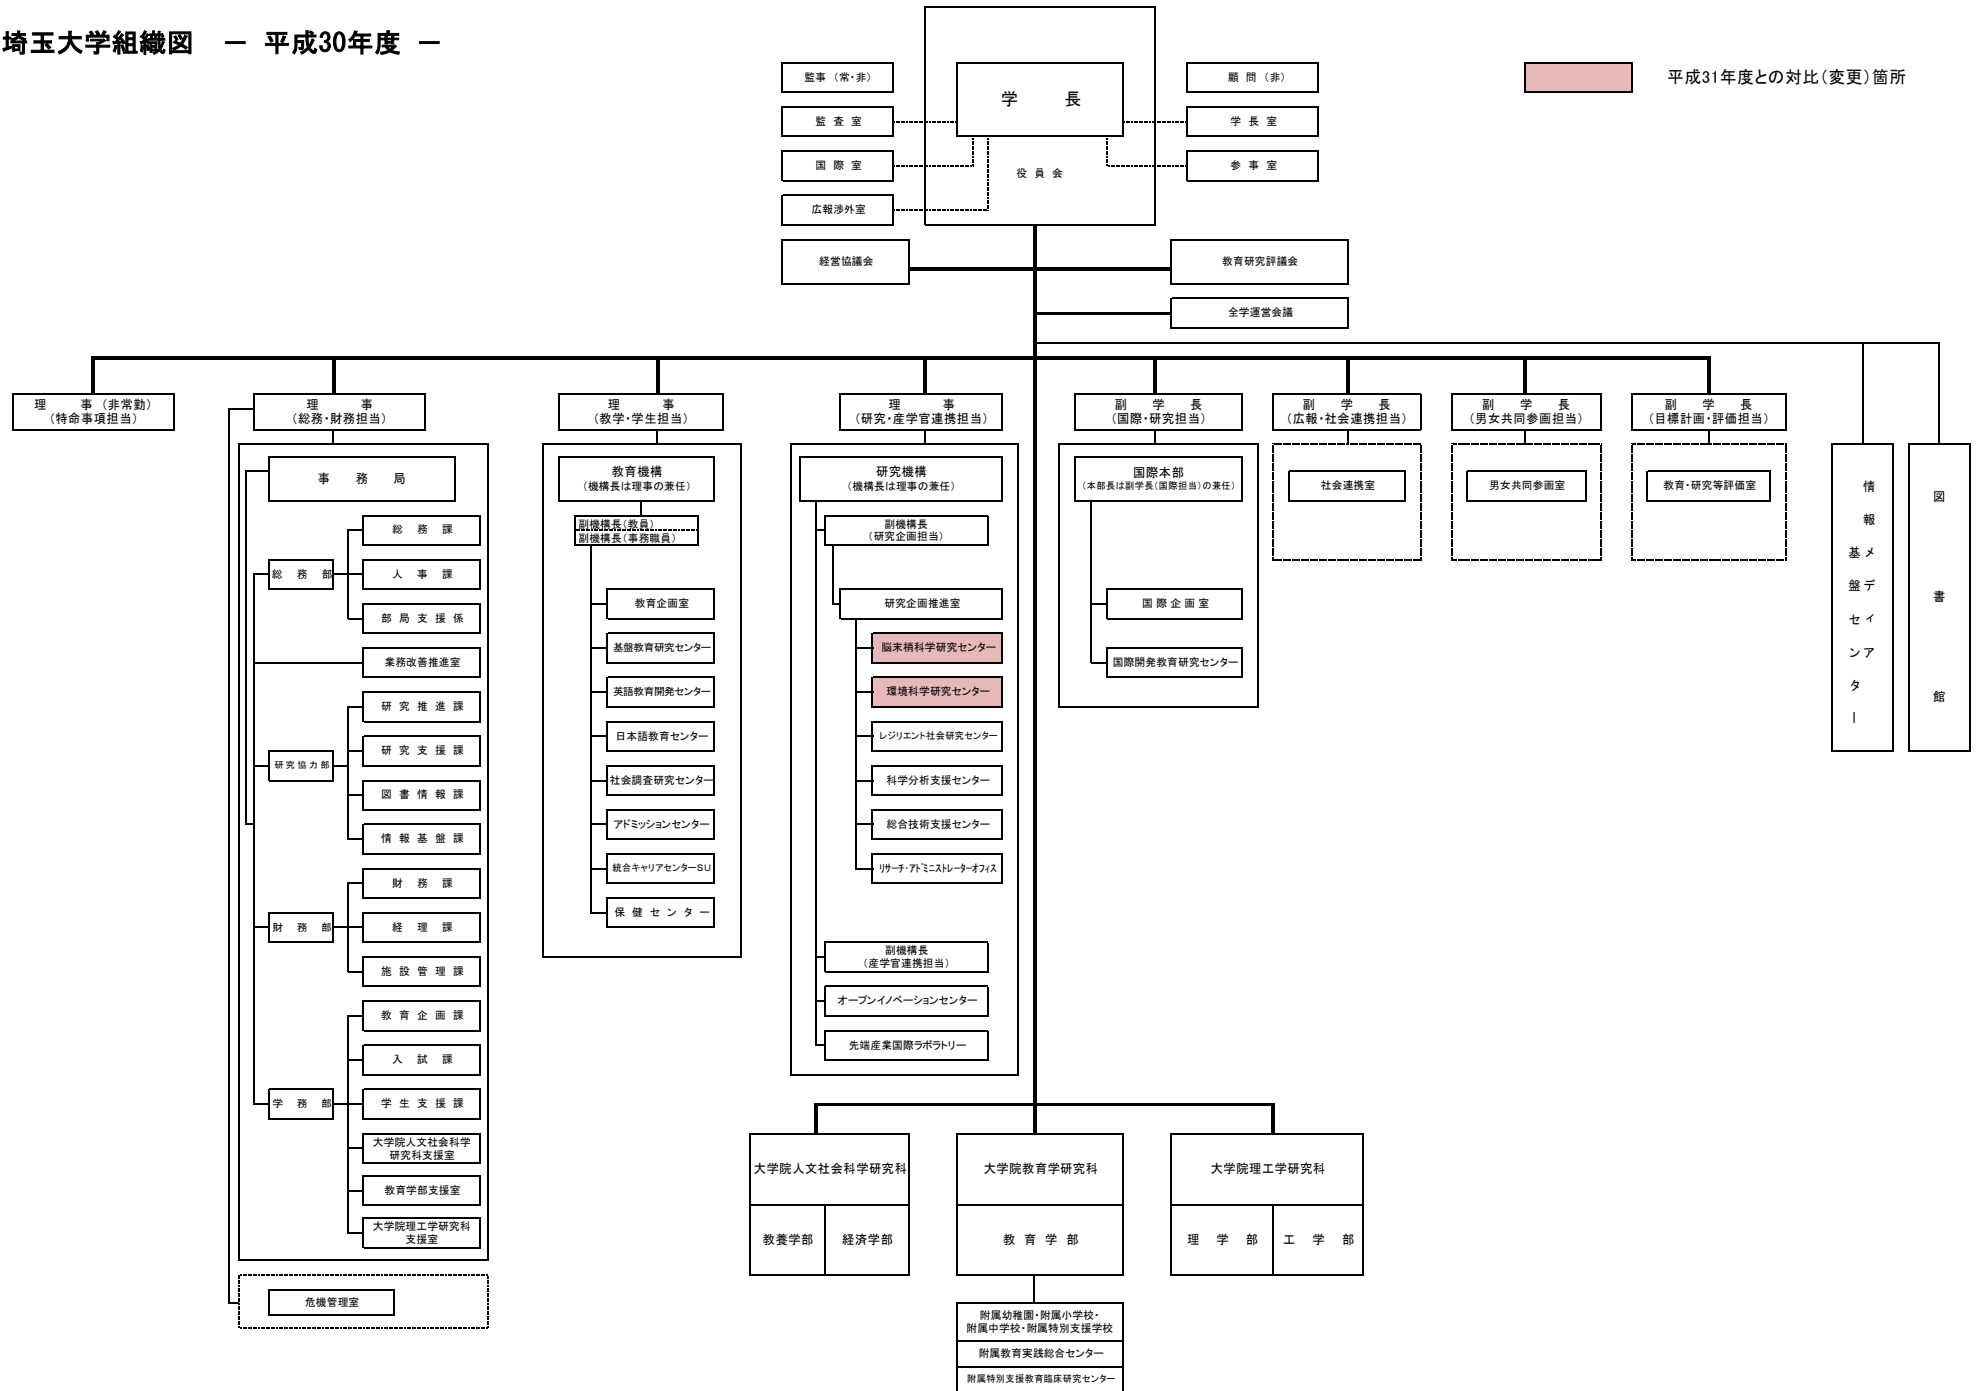 埼玉大学組織図 － 平成30年度 －
平成31年度との対比（変更）箇所
学 長
役 員 会
監事（常・非）
監 査 室
国 際 室
広報渉外室
顧 問（非）
学 長 室
参 事 室
経営協議会
教育研究評議会
全学運営会議
理 事（非常勤）
（特命事項担当）
理 事
（総務・財務担当）
理 事
（教学・学生担当）
理 事
（研究・産学官連携担当）
副 学 長
（国際・研究担当）
副 学 長
（広報・社会連携担当）
副 学 長
（男女共同参画担当）
副 学 長
（目標計画・評価担当）
事 務 局
総 務 部
総 務 課
人 事 課
部 局 支 援 係
業務改善推進室
研究協力部
研 究 推 進 課
研 究 支 援 課
図 書 情 報 課
情 報 基 盤 課
財 務 部
財 務 課
経 理 課
施 設 管 理 課
学 務 部
教 育 企 画 課
入 試 課
学 生 支 援 課
大学院人文社会科学
研究科支援室
教育学部支援室
大学院理工学研究科
支援室
危機管理室
教育機構
（機構長は理事の兼任）
副機構長（教員）
副機構長（事務職員）
教育企画室
基盤教育研究センター
英語教育開発センター
日本語教育センター
社会調査研究センター
アドミッションセンター
統合キャリアセンターSU
保 健 セ ン タ ー
研究機構
（機構長は理事の兼任）
副機構長
（研究企画担当）
研究企画推進室
脳末梢科学研究センター
環境科学研究センター
レジリエント社会研究センター
科学分析支援センター
総合技術支援センター
リサーチ・アドミニストレーターオフィス
副機構長
（産学官連携担当）
オープンイノベーションセンター
先端産業国際ラボラトリー
国際本部
（本部長は副学長（国際担当）の兼任）
国 際 企 画 室
国際開発教育研究センター
社会連携室
男女共同参画室
教育・研究等評価室
情報メディア
基盤センター
図書館
大学院人文社会科学研究科
教養学部
経済学部
大学院教育学研究科
教 育 学 部
附属幼稚園・附属小学校・
附属中学校・附属特別支援学校
附属教育実践総合センター
附属特別支援教育臨床研究センター
大学院理工学研究科
理 学 部
工 学 部